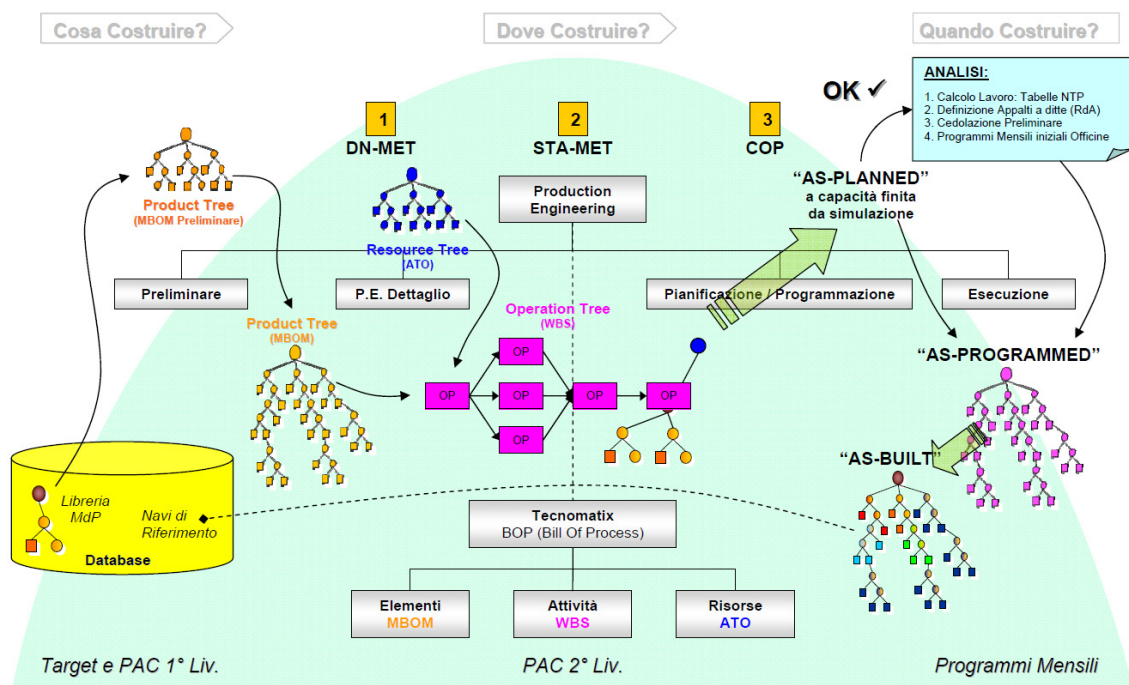 Cosa Costruire?
Dove Costruire?
Quando Costruire?
ANALISI:
1. Calcolo Lavoro: Tabelle NTP
2. Definizione Appalti a ditte (RdA)
3. Cedolazione Preliminare
4. Programmi Mensili iniziali Officine
OK ✓
1
DN-MET
2
STA-MET
3
COP
Product Tree
(MBOM Preliminare)
Resource Tree
(ATO)
Production
Engineering
"AS-PLANNED"
a capacità finita
da simulazione
Preliminare
P.E. Dettaglio
Pianificazione / Programmazione
Esecuzione
Product Tree
(MBOM)
Operation Tree
(WBS)
OP
OP
OP
OP
OP
OP
"AS-PROGRAMMED"
"AS-BUILT"
Libreria
MdP
Navi di
Riferimento
Database
Tecnomatix
BOP (Bill Of Process)
Elementi
MBOM
Attività
WBS
Risorse
ATO
Target e PAC 1° Liv.
PAC 2° Liv.
Programmi Mensili